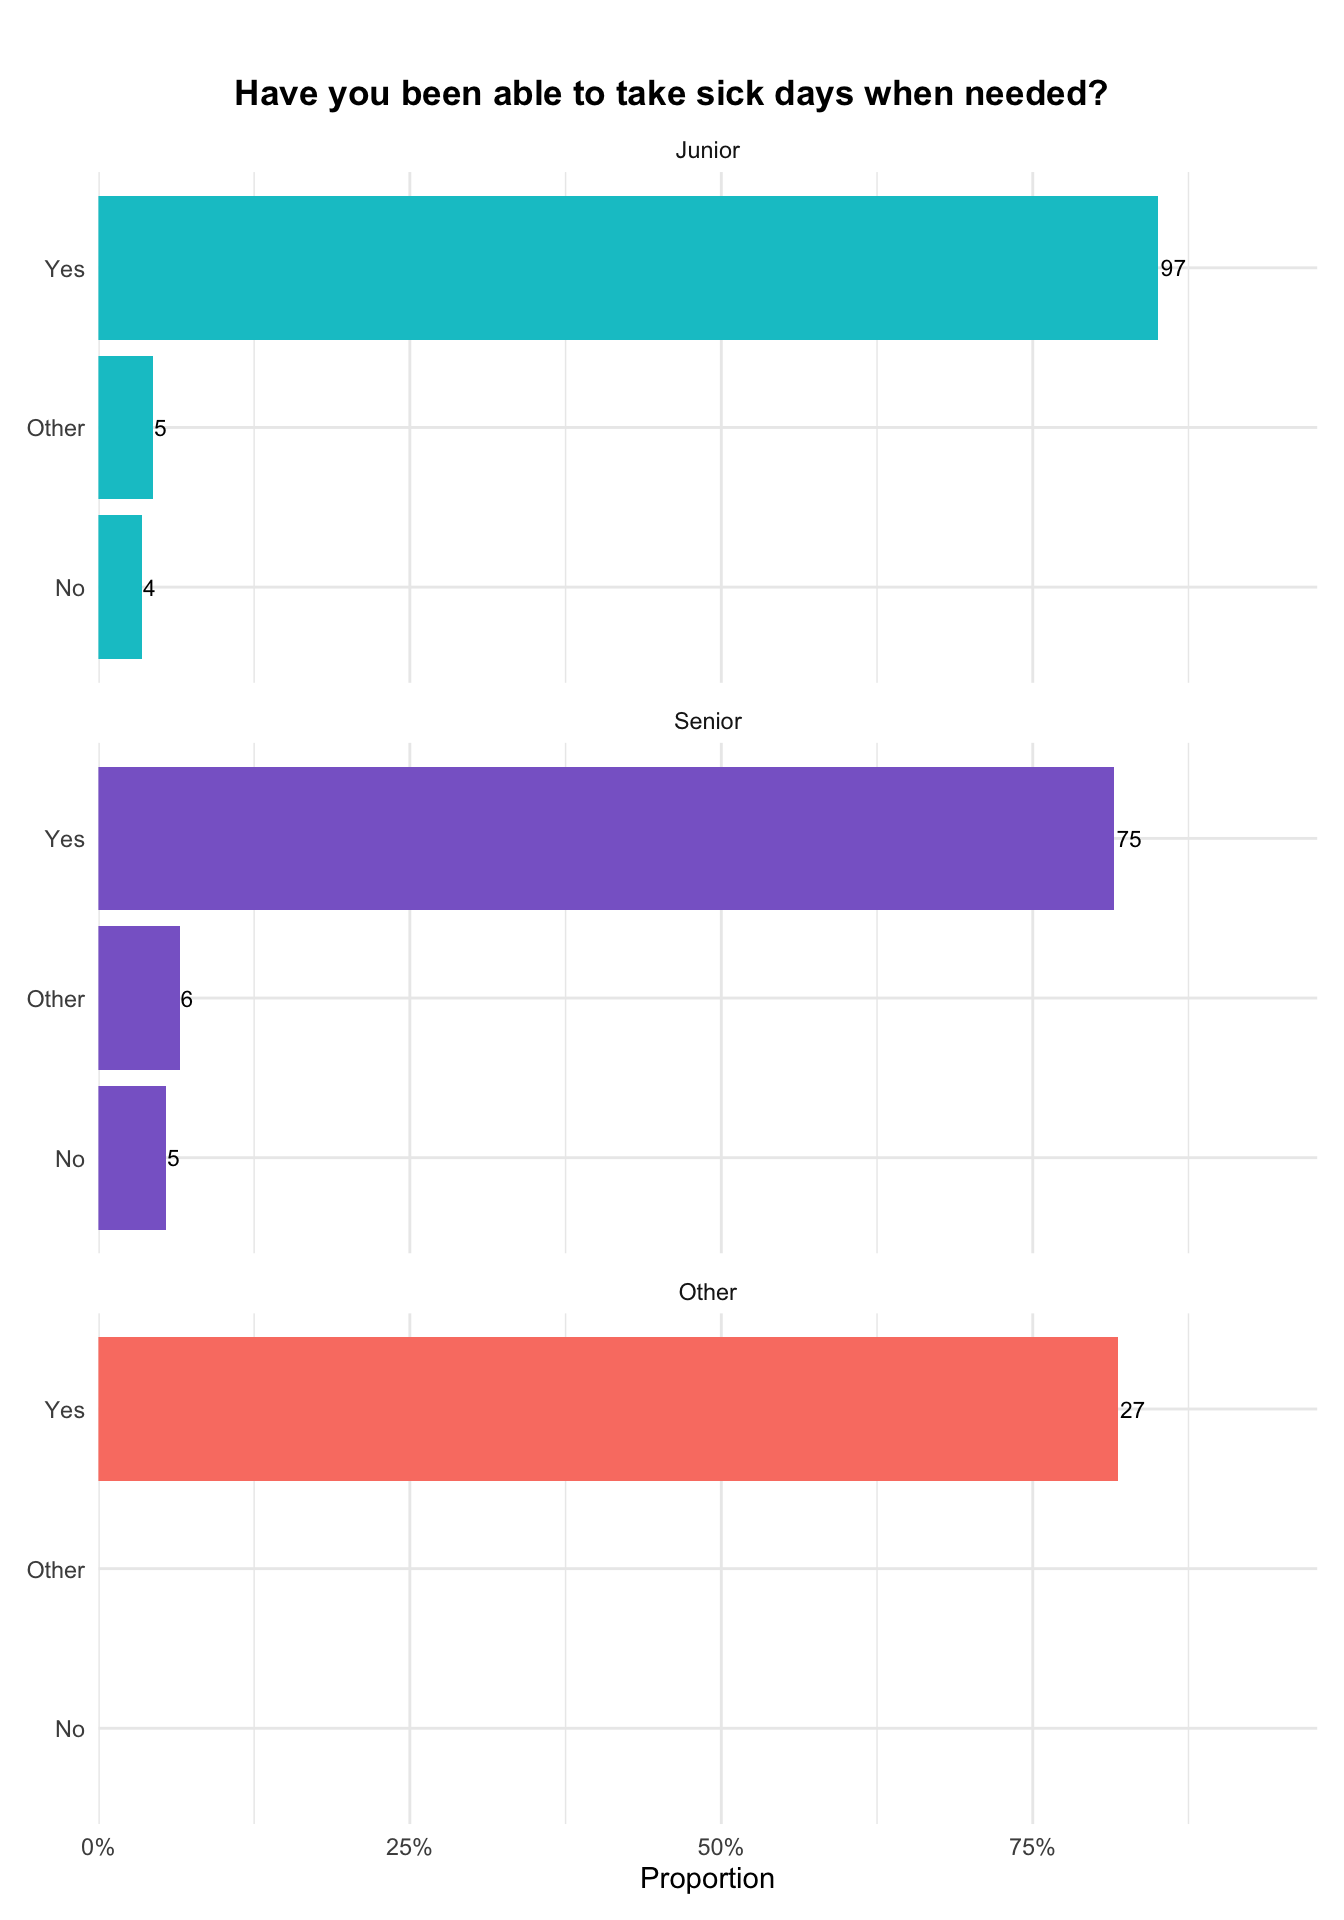 Have you been able to take sick days when needed?
Junior
Yes
97
Other
5
No
4
Senior
Yes
75
Other
6
No
5
Other
Yes
27
Other
No
0%
25%
50%
75%
Proportion